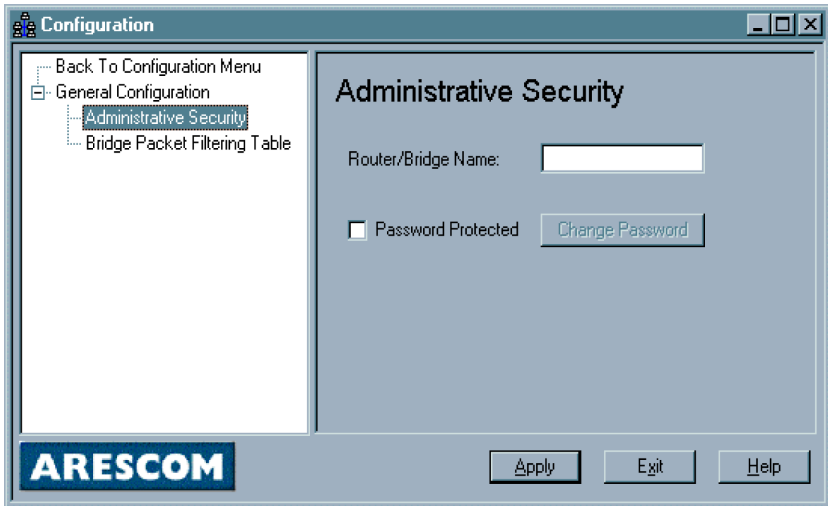 Configuration
Back To Configuration Menu
General Configuration
Administrative Security
Bridge Packet Filtering Table
Administrative Security
Router/Bridge Name:
Password Protected
Change Password
ARESCOM
Apply
Exit
Help